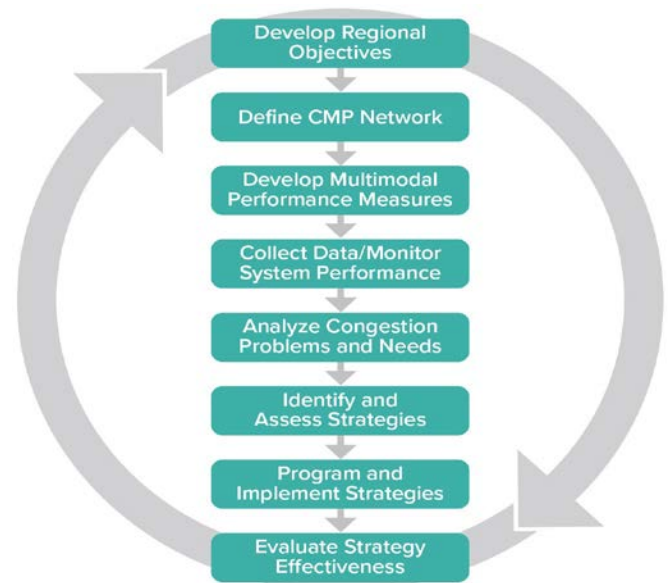 Develop Regional
Objectives
Define CMP Network
Develop Multimodal
Performance Measures
Collect Data/Monitor
System Performance
Analyze Congestion
Problems and Needs
Identify and
Assess Strategies
Program and
Implement Strategies
Evaluate Strategy
Effectiveness